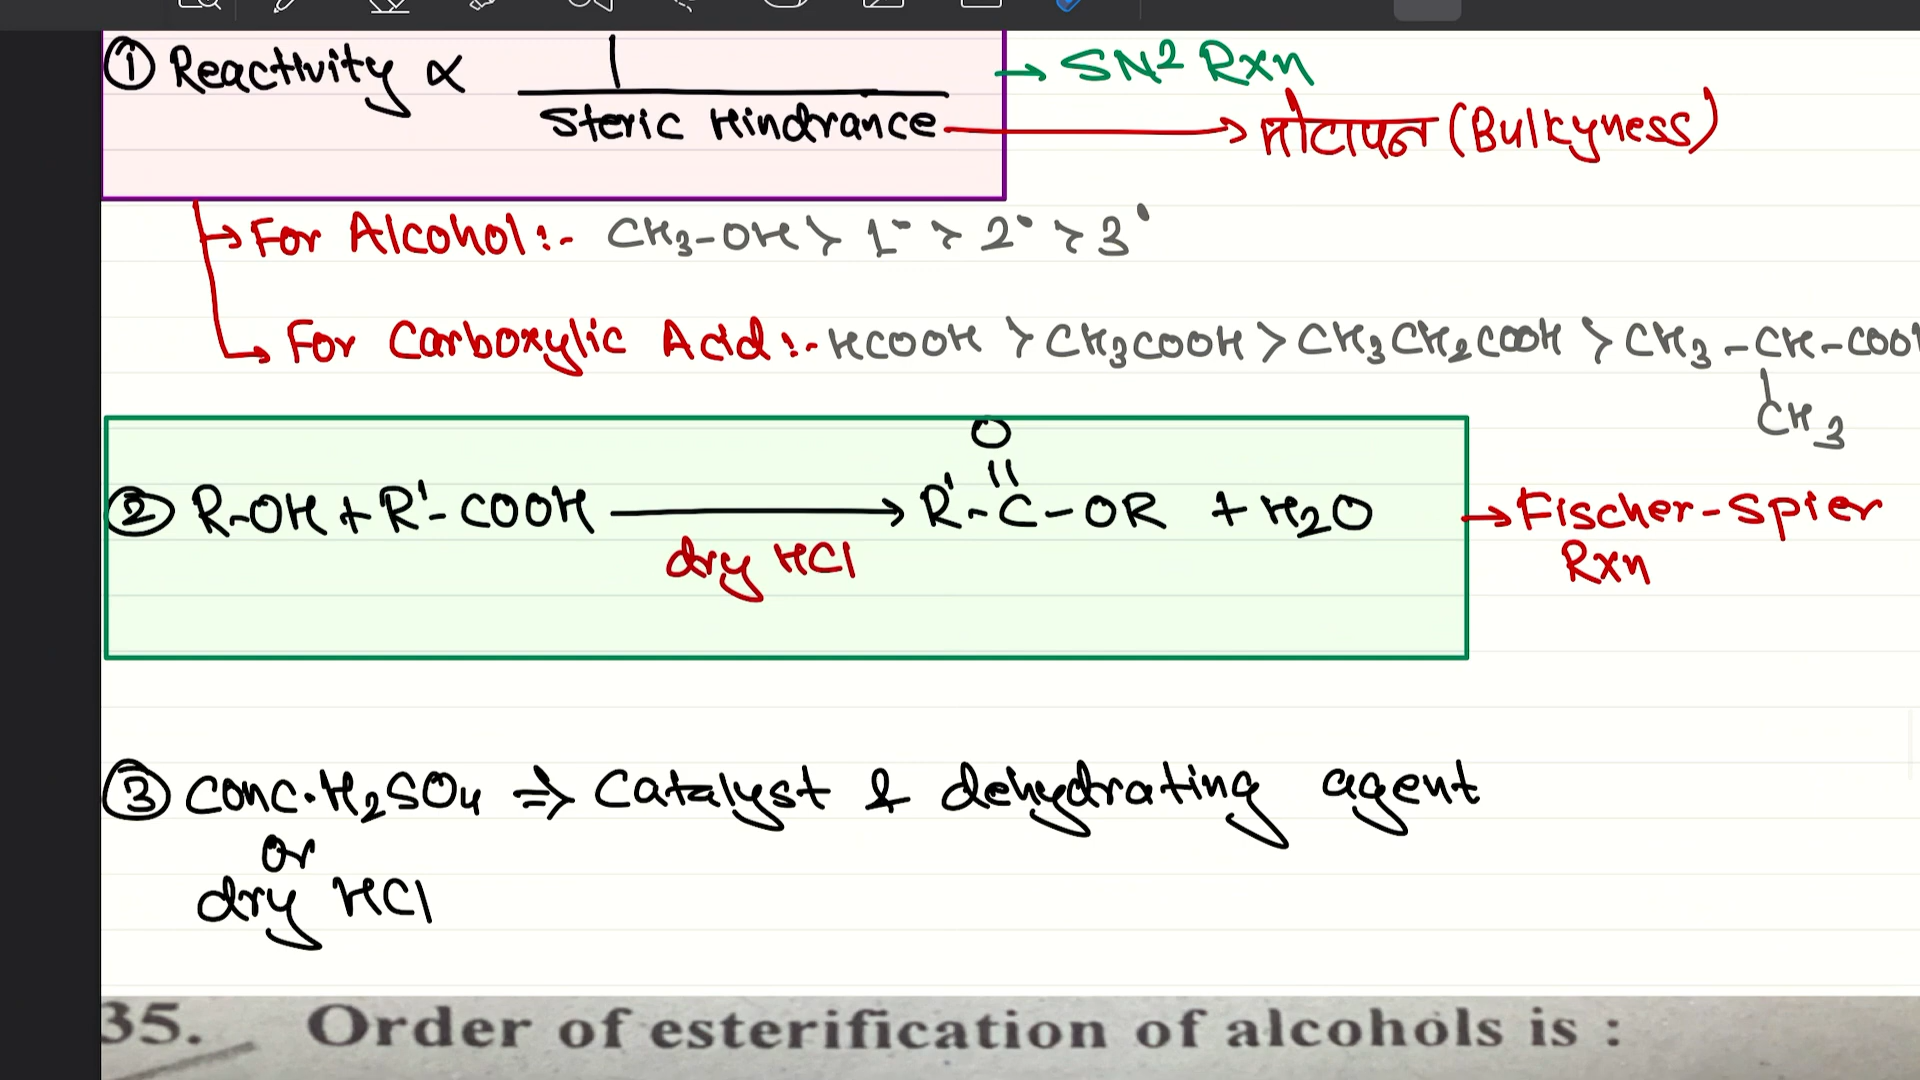 ① Reactivity ∝ 1 / Steric Hindrance → SN² Rxn
→ मोटापन (Bulkyness)
→ For Alcohol :- CH₃-OH > 1° > 2° > 3°
→ For Carboxylic Acid :- HCOOH > CH₃COOH > CH₃CH₂COOH > CH₃-CH-COO
CH₃
O
② R-OH + R'-COOH → R'-C-OR + H₂O → Fischer-Spier
dry HCl Rxn
③ Conc. H₂SO₄ ⇒ Catalyst & dehydrating agent
or
dry HCl
35. Order of esterification of alcohols is :